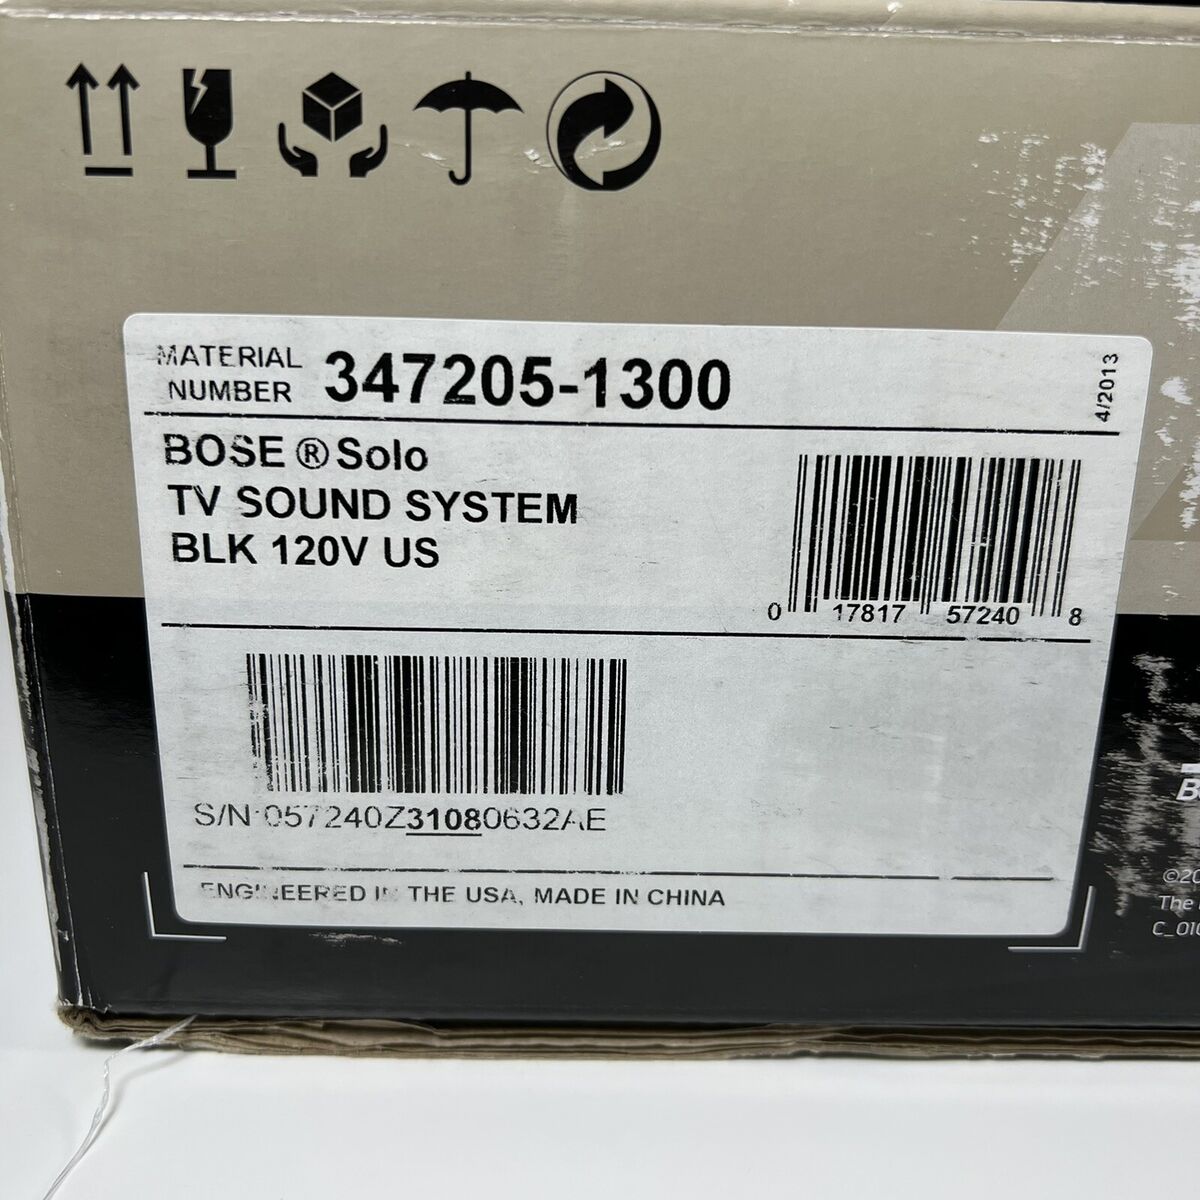 MATERIAL
NUMBER 347205-1300
4/2013
BOSE ® Solo
TV SOUND SYSTEM
BLK 120V US
0 17817 57240 8
S/N:057240Z31080632AE
ENGINEERED IN THE USA, MADE IN CHINA
The